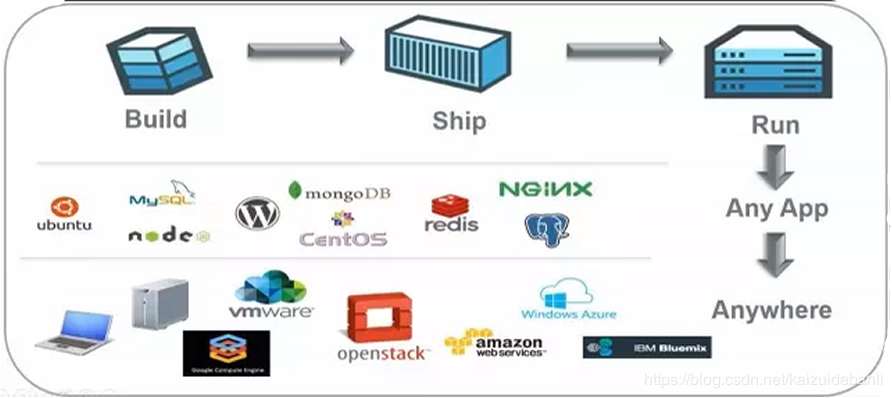 Build
Ship
Run
Any App
Anywhere
ubuntu
MySQL
node
mongoDB
CentOS
redis
NGiNX
vmware
Google Compute Engine
openstack
amazon
web services
Windows Azure
IBM Bluemix
https://blog.csdn.net/kaizuidebanli